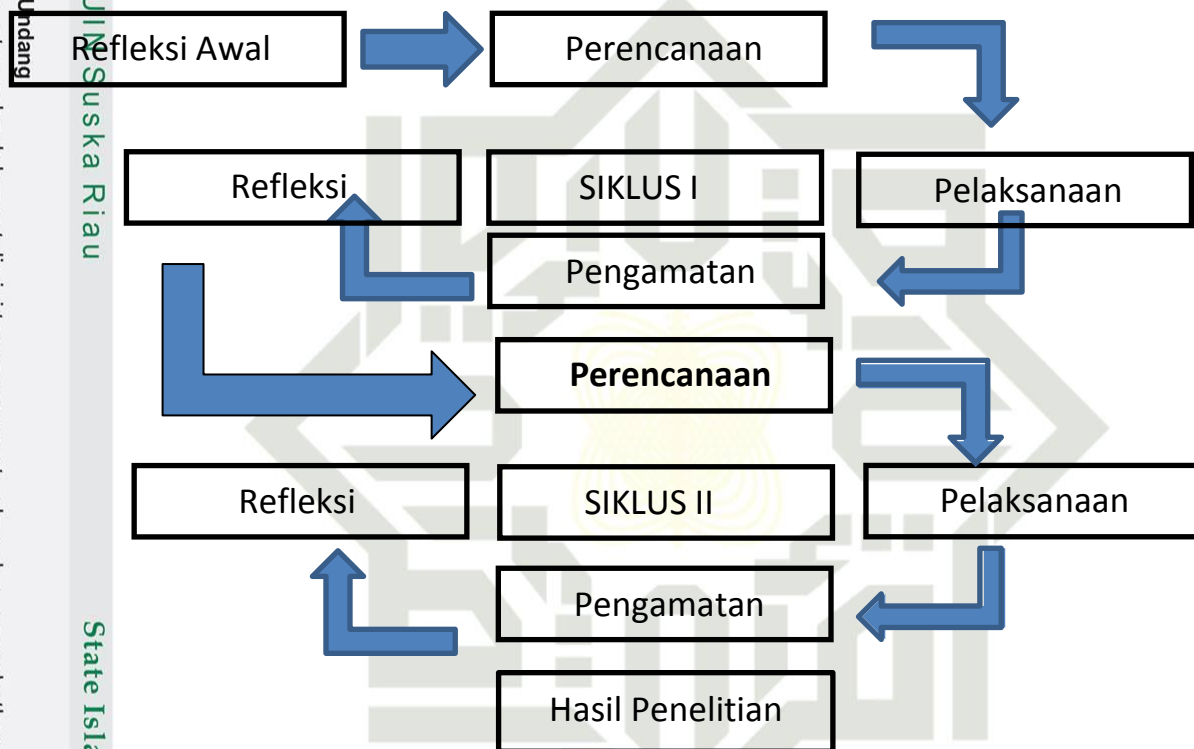 Refleksi Awal
Perencanaan
Refleksi
SIKLUS I
Pelaksanaan
Pengamatan
Perencanaan
Refleksi
SIKLUS II
Pelaksanaan
Pengamatan
Hasil Penelitian
Undang
UIN Suska Riau
State Isla